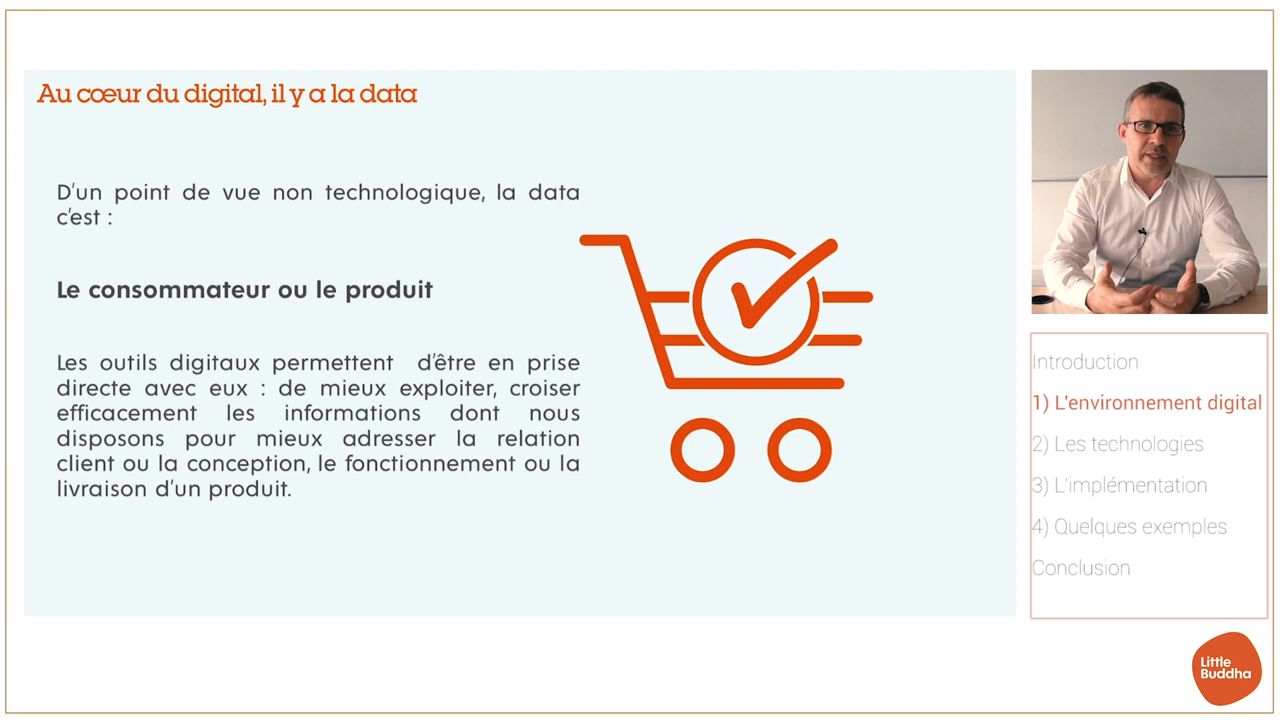 Au cœur du digital, il y a la data
D'un point de vue non technologique, la data
c'est :
Le consommateur ou le produit
Les outils digitaux permettent d'être en prise
directe avec eux : de mieux exploiter, croiser
efficacement les informations dont nous
disposons pour mieux adresser la relation
client ou la conception, le fonctionnement ou la
livraison d'un produit.
Introduction
1) L'environnement digital
2) Les technologies
3) L'implémentation
4) Quelques exemples
Conclusion
Little
Buddha